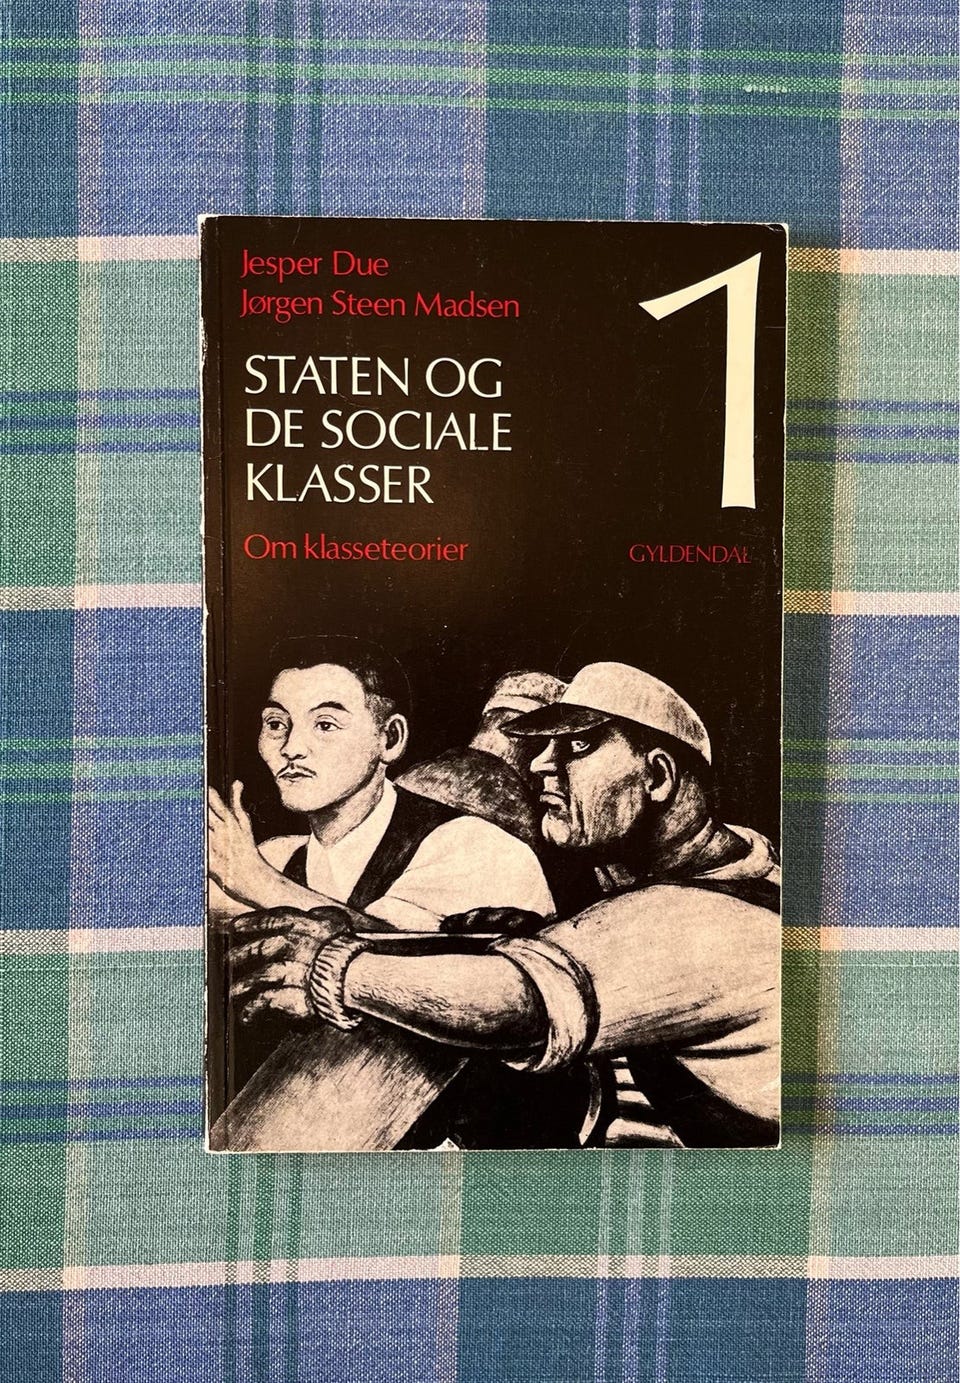 Jesper Due
Jørgen Steen Madsen
1
STATEN OG
DE SOCIALE
KLASSER
Om klasseteorier
GYLDENDAL